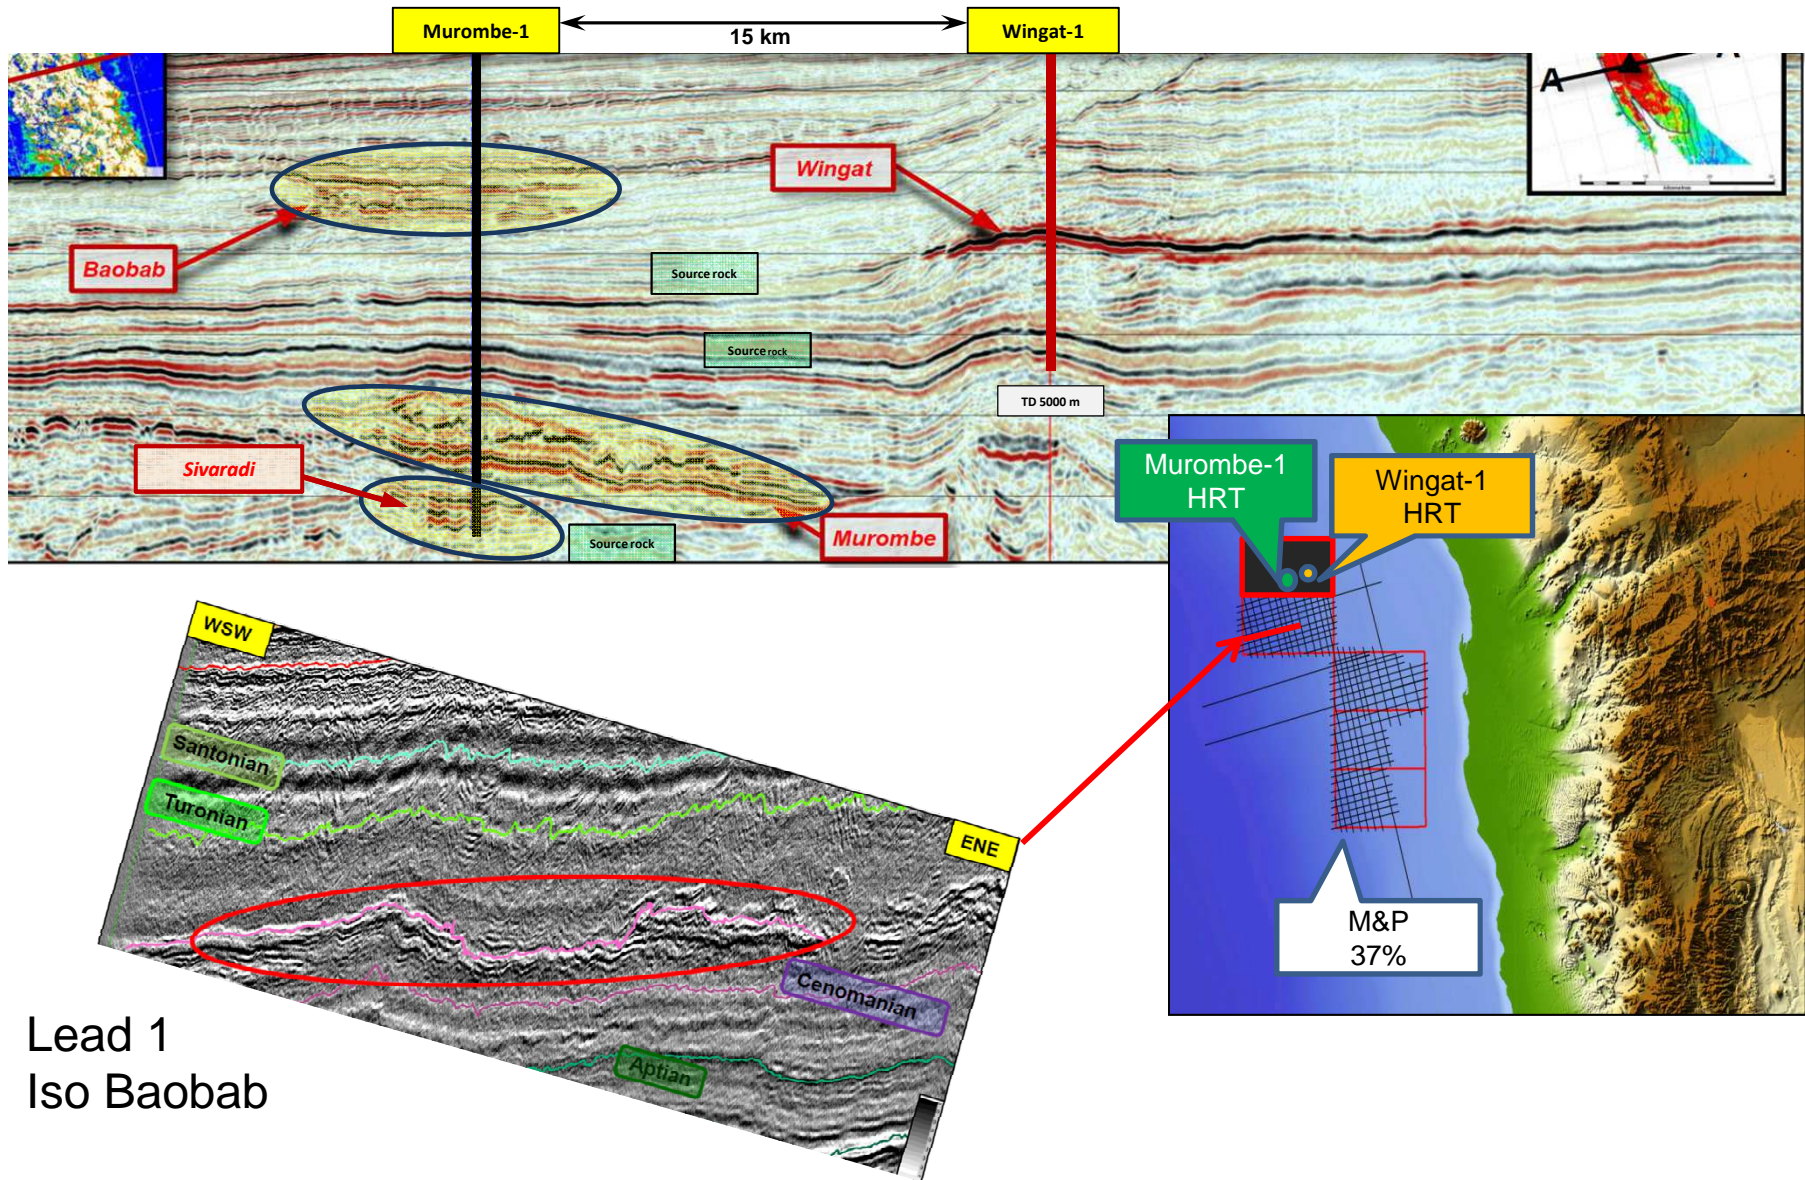 Murombe-1
15 km
Wingat-1
A
Wingat
Baobab
Source rock
Source rock
TD 5000 m
Sivaradi
Murombe
Source rock
Murombe-1
HRT
Wingat-1
HRT
WSW
Santonian
Turonian
ENE
M&P
37%
Cenomanian
Aptian
Lead 1
Iso Baobab